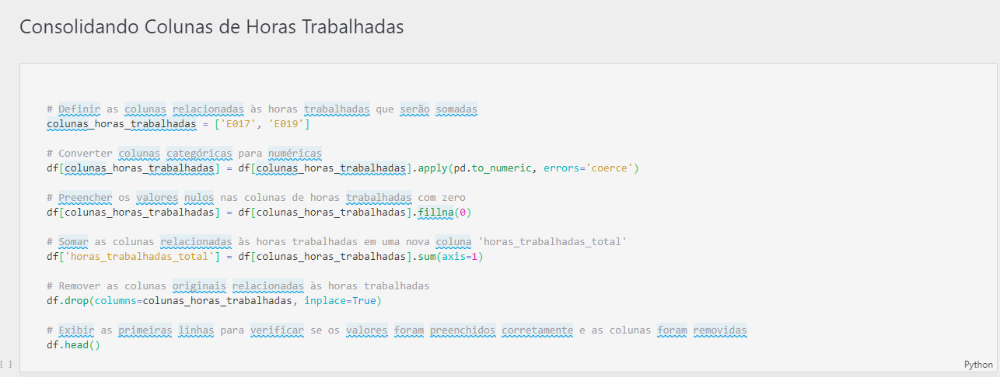 Consolidando Colunas de Horas Trabalhadas
# Definir as colunas relacionadas às horas trabalhadas que serão somadas
colunas_horas_trabalhadas = ['E017', 'E019']
# Converter colunas categóricas para numéricas
df[colunas_horas_trabalhadas] = df[colunas_horas_trabalhadas].apply(pd.to_numeric, errors='coerce')
# Preencher os valores nulos nas colunas de horas trabalhadas com zero
df[colunas_horas_trabalhadas] = df[colunas_horas_trabalhadas].fillna(0)
# Somar as colunas relacionadas às horas trabalhadas em uma nova coluna 'horas_trabalhadas_total'
df['horas_trabalhadas_total'] = df[colunas_horas_trabalhadas].sum(axis=1)
# Remover as colunas originais relacionadas às horas trabalhadas
df.drop(columns=colunas_horas_trabalhadas, inplace=True)
# Exibir as primeiras linhas para verificar se os valores foram preenchidos corretamente e as colunas foram removidas
df.head()
[ ]
Python